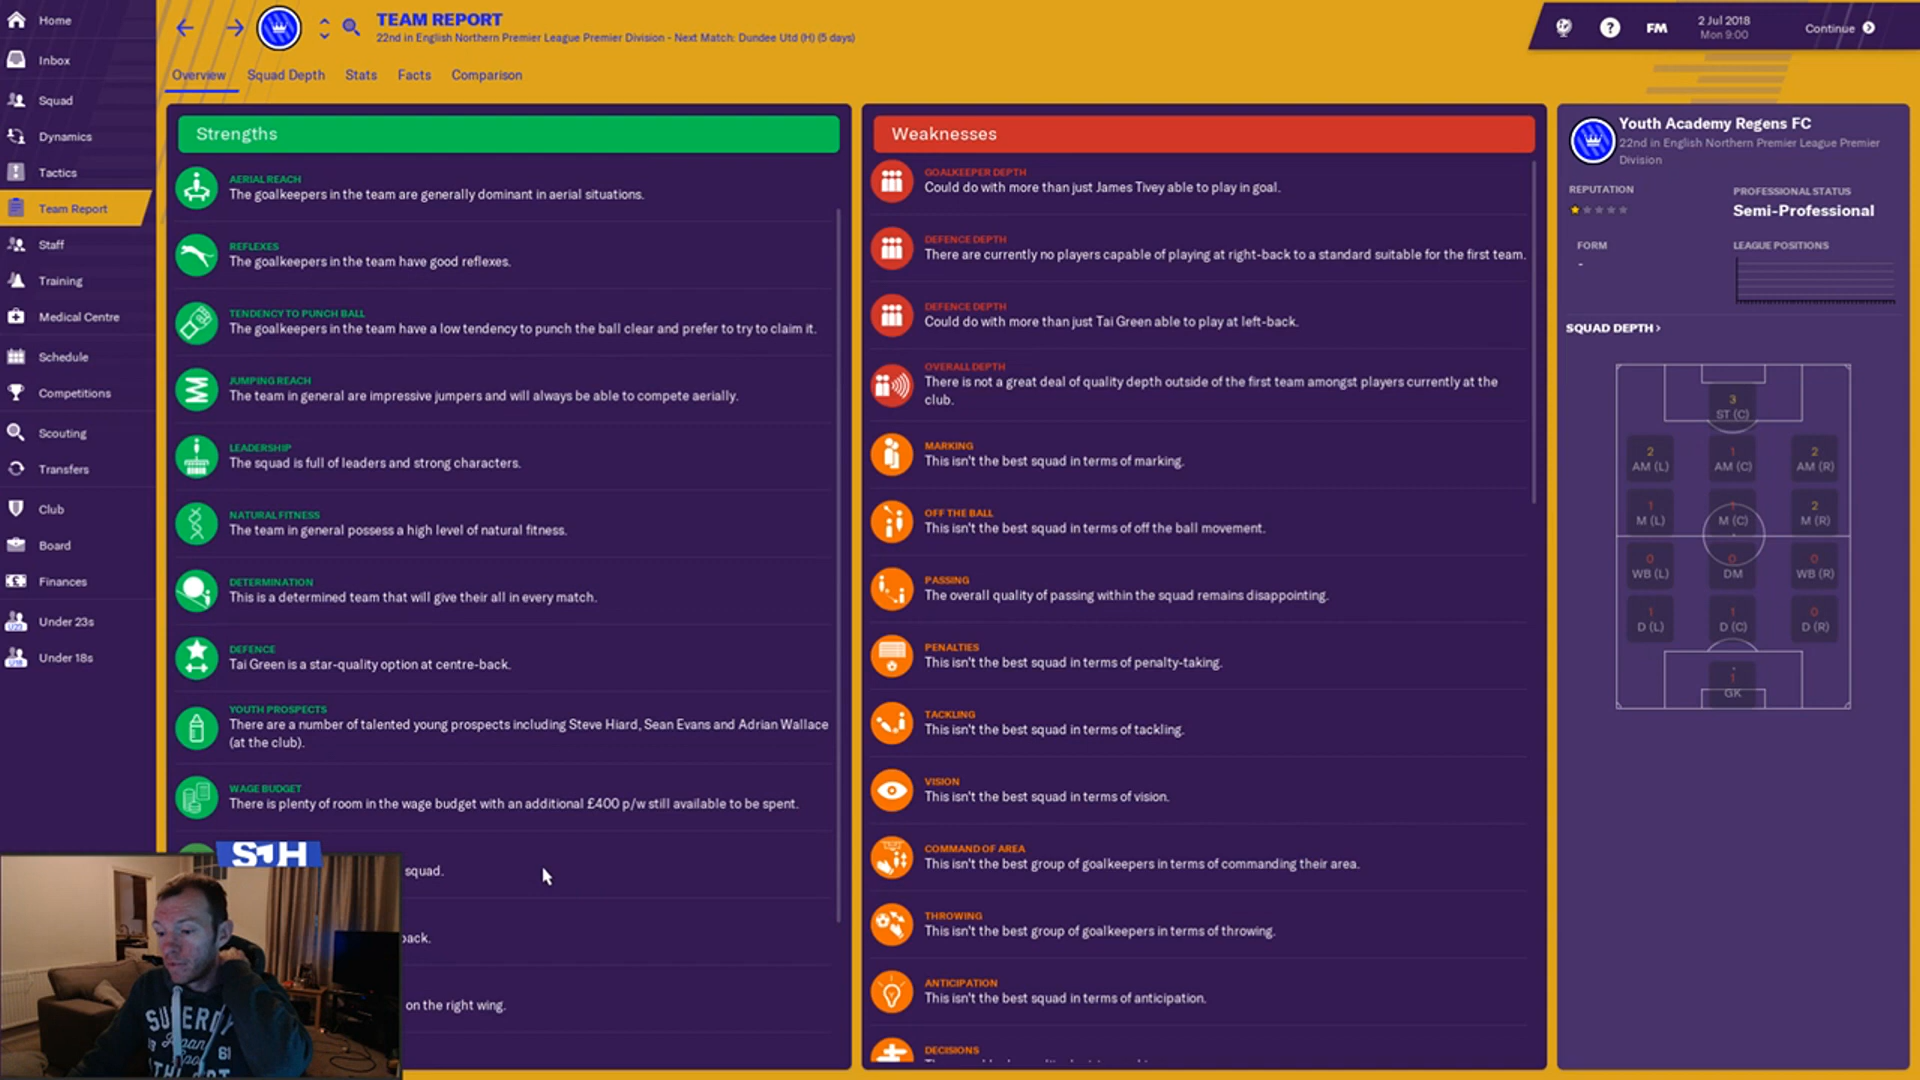 Home
Inbox
Squad
Dynamics
Tactics
Team Report
Staff
Training
Medical Centre
Schedule
Competitions
Scouting
Transfers
Club
Board
Finances
Under 23s
Under 18s
TEAM REPORT
22nd in English Northern Premier League Premier Division - Next Match: Dundee Utd (H) (5 days)
Overview
Squad Depth
Stats
Facts
Comparison
FM
2 Jul 2018
Mon 9:00
Continue
Strengths
AERIAL REACH
The goalkeepers in the team are generally dominant in aerial situations.
REFLEXES
The goalkeepers in the team have good reflexes.
TENDENCY TO PUNCH BALL
The goalkeepers in the team have a low tendency to punch the ball clear and prefer to try to claim it.
JUMPING REACH
The team in general are impressive jumpers and will always be able to compete aerially.
LEADERSHIP
The squad is full of leaders and strong characters.
NATURAL FITNESS
The team in general possess a high level of natural fitness.
DETERMINATION
This is a determined team that will give their all in every match.
DEFENCE
Tai Green is a star-quality option at centre-back.
YOUTH PROSPECTS
There are a number of talented young prospects including Steve Hiard, Sean Evans and Adrian Wallace
(at the club).
WAGE BUDGET
There is plenty of room in the wage budget with an additional £400 p/w still available to be spent.
squad.
back.
on the right wing.
SJH
Weaknesses
GOALKEEPER DEPTH
Could do with more than just James Tivey able to play in goal.
DEFENCE DEPTH
There are currently no players capable of playing at right-back to a standard suitable for the first team.
DEFENCE DEPTH
Could do with more than just Tai Green able to play at left-back.
OVERALL DEPTH
There is not a great deal of quality depth outside of the first team amongst players currently at the
club.
MARKING
This isn't the best squad in terms of marking.
OFF THE BALL
This isn't the best squad in terms of off the ball movement.
PASSING
The overall quality of passing within the squad remains disappointing.
PENALTIES
This isn't the best squad in terms of penalty-taking.
TACKLING
This isn't the best squad in terms of tackling.
VISION
This isn't the best squad in terms of vision.
COMMAND OF AREA
This isn't the best group of goalkeepers in terms of commanding their area.
THROWING
This isn't the best group of goalkeepers in terms of throwing.
ANTICIPATION
This isn't the best squad in terms of anticipation.
DECISIONS
Youth Academy Regens FC
22nd in English Northern Premier League Premier
Division
REPUTATION
PROFESSIONAL STATUS
Semi-Professional
FORM
-
LEAGUE POSITIONS
SQUAD DEPTH
3
ST (C)
2 1 2
AM (L) AM (C) AM (R)
1 1 2
M (L) M (C) M (R)
0 0 0
WB (L) DM WB (R)
1 1 0
D (L) D (C) D (R)
1
GK